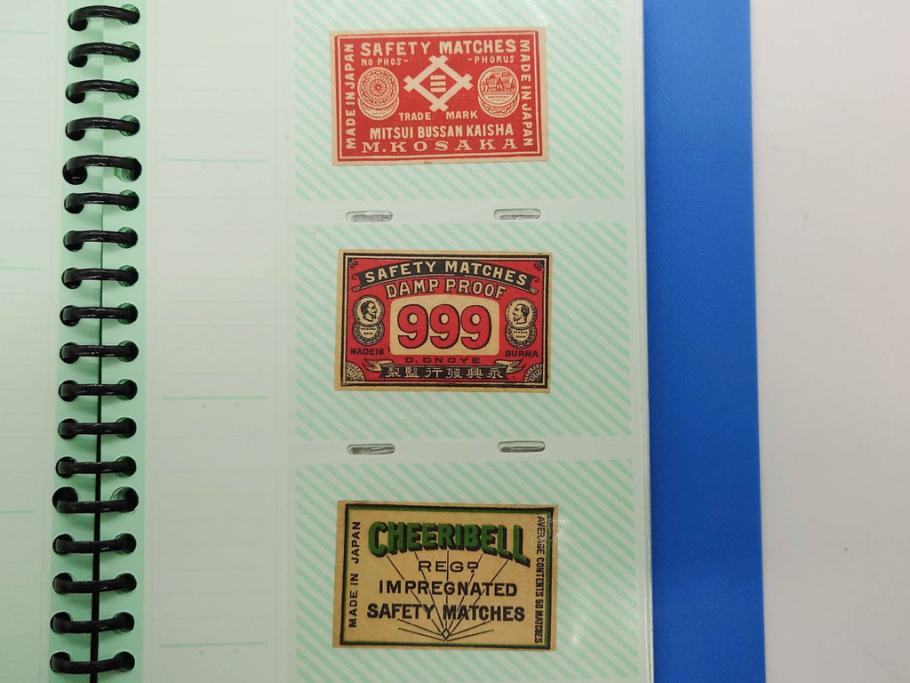 SAFETY MATCHES
NO PHOS- -PHORUS
MADE IN JAPAN
MADE IN JAPAN
TRADE MARK
MITSUI BUSSAN KAISHA
M. KOSAKA
SAFETY MATCHES
DAMP PROOF
999
MADE IN BURMA
D. ONOYE
製監行發興永
CHEERIBELL
REGD
IMPREGNATED
SAFETY MATCHES
MADE IN JAPAN
AVERAGE CONTENTS 50 MATCHES